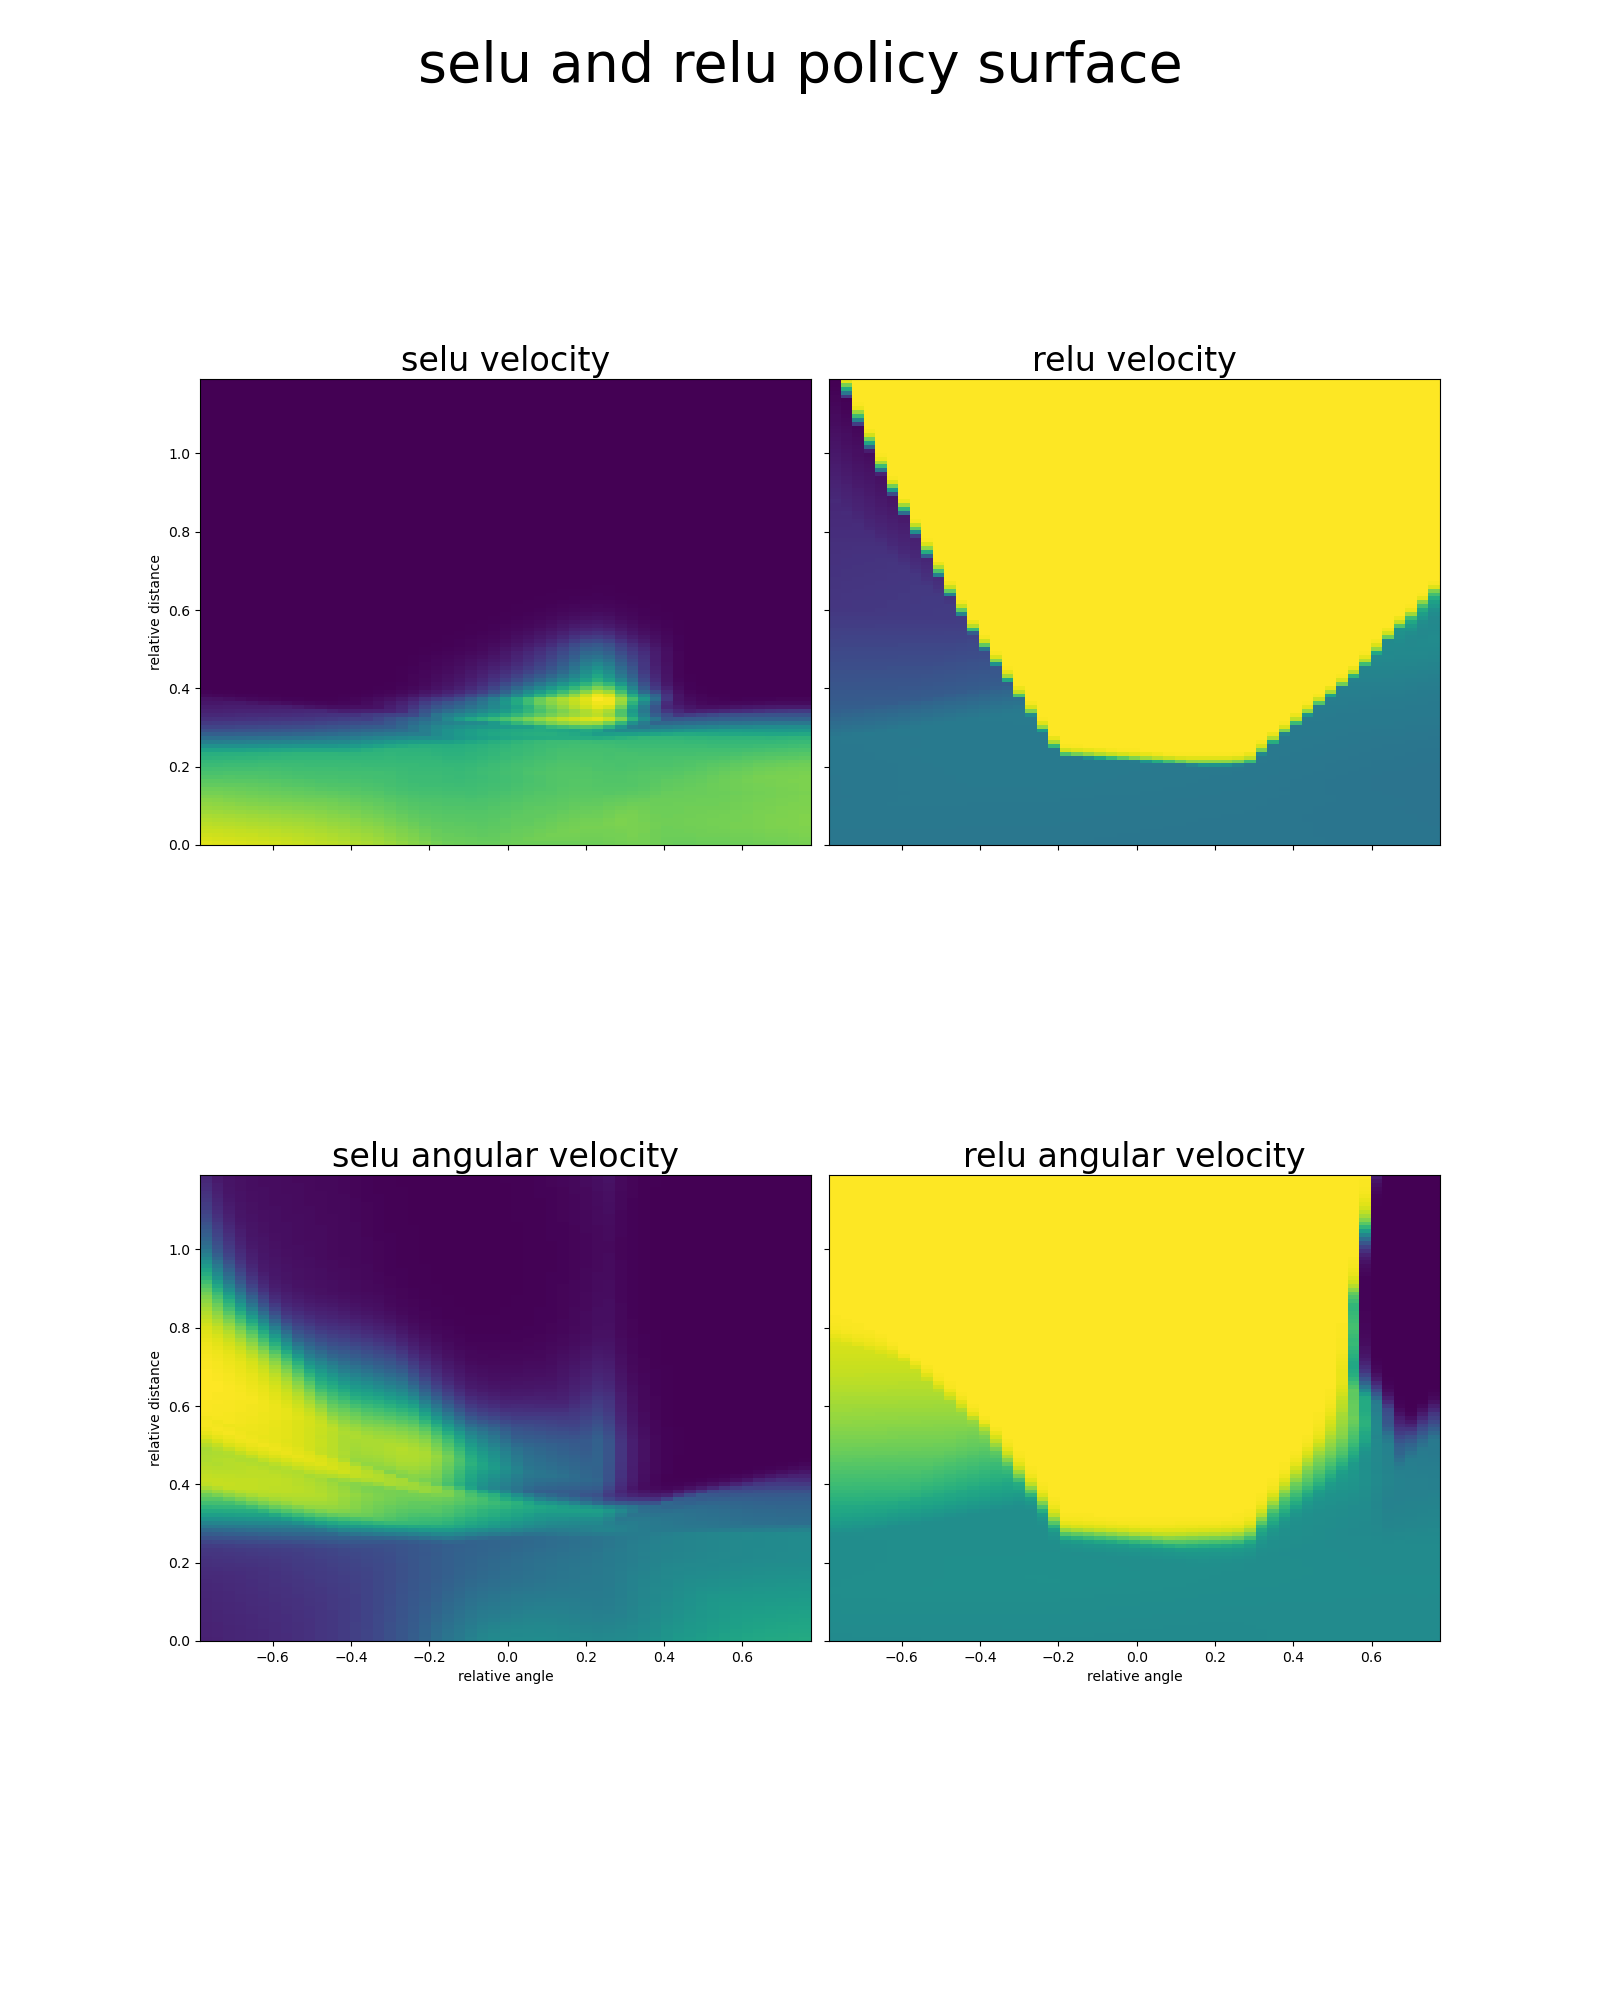 selu and relu policy surface
selu velocity
relu velocity
relative distance
1.0
0.8
0.6
0.4
0.2
0.0
selu angular velocity
relu angular velocity
relative distance
1.0
0.8
0.6
0.4
0.2
0.0
−0.6 −0.4 −0.2 0.0 0.2 0.4 0.6
−0.6 −0.4 −0.2 0.0 0.2 0.4 0.6
relative angle
relative angle